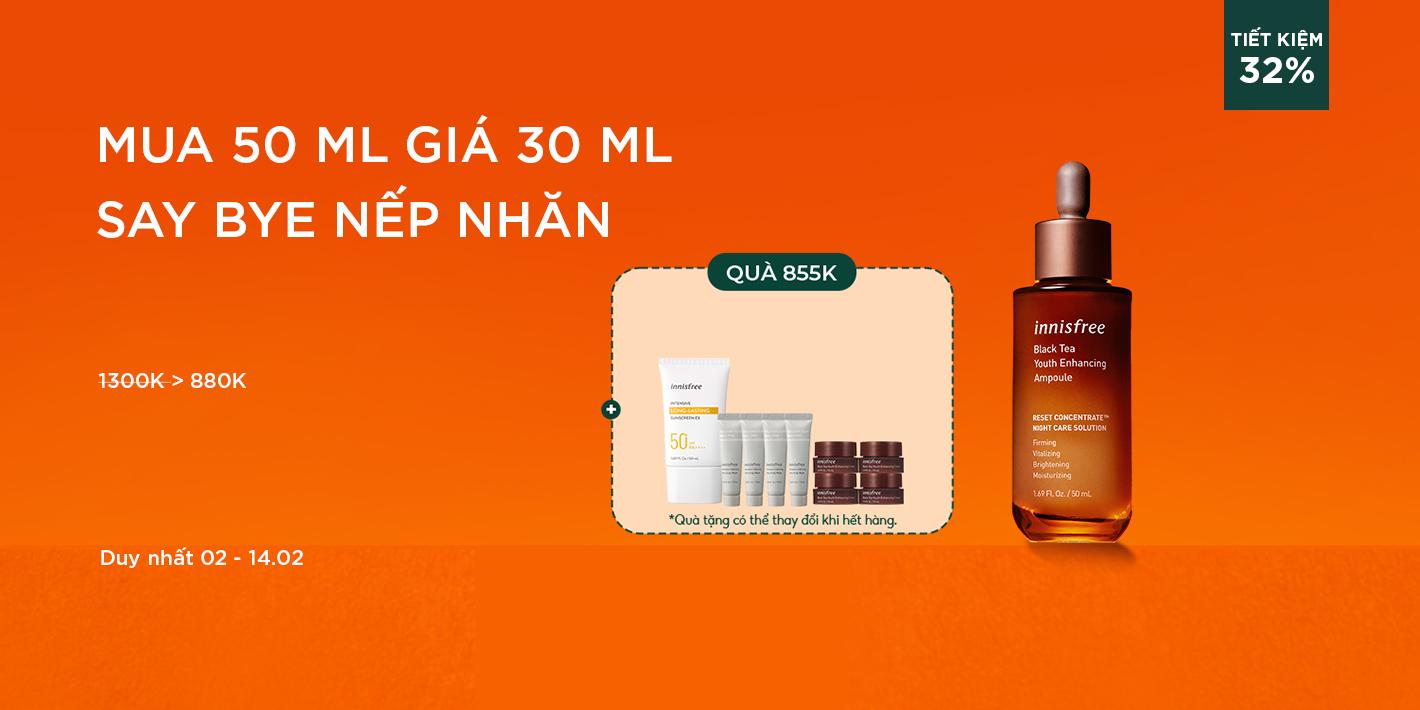 TIẾT KIỆM
32%
MUA 50 ML GIÁ 30 ML
SAY BYE NẾP NHĂN
1300K > 880K
Duy nhất 02 - 14.02
QUÀ 855K
+
innisfree
INTENSIVE
LONG-LASTING
SUNSCREEN EX
50
*Quà tặng có thể thay đổi khi hết hàng.
innisfree
Black Tea
Youth Enhancing
Ampoule
RESET CONCENTRATE™
NIGHT CARE SOLUTION
Firming
Vitalizing
Brightening
Moisturizing
1.69 FL. Oz. / 50 mL